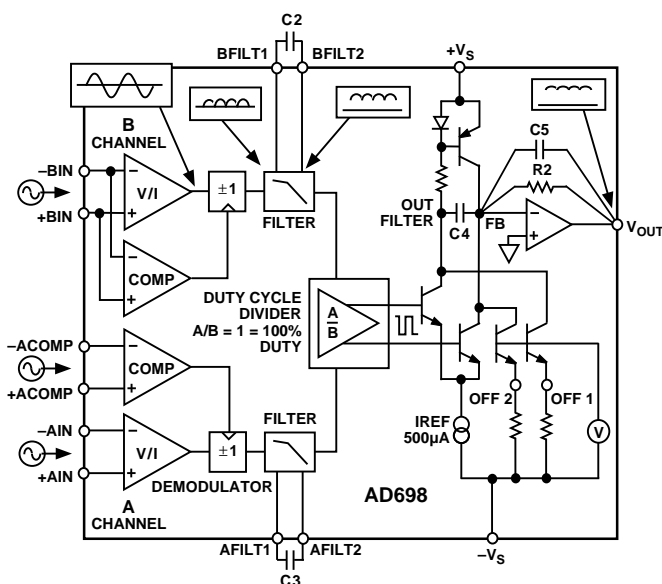 C2
BFILT1
BFILT2
+VS
B
CHANNEL
C5
R2
–BIN
+BIN
V/I
±1
FILTER
OUT
FILTER
C4
FB
–
+
VOUT
–
+
COMP
–
+
DUTY CYCLE
DIVIDER
A/B = 1 = 100%
DUTY
A
B
–ACOMP
+ACOMP
COMP
–
+
OFF 2
OFF 1
IREF
500µA
V
FILTER
–AIN
+AIN
V/I
–
+
±1
DEMODULATOR
AD698
A
CHANNEL
AFILT1
AFILT2
–VS
C3